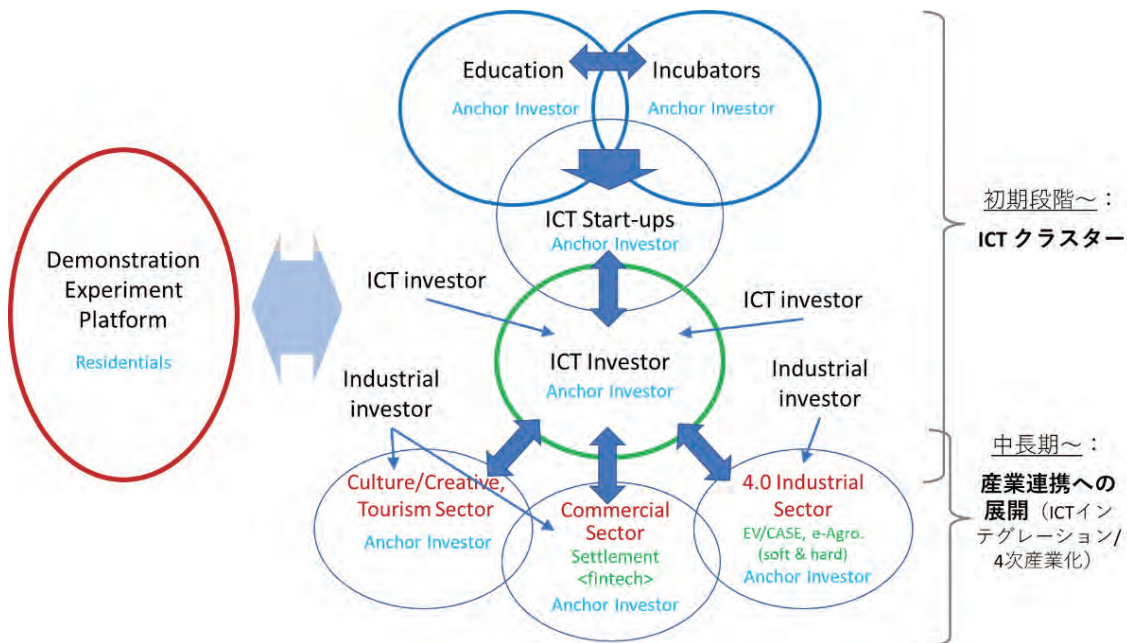 Education
Incubators
Anchor Investor
Anchor Investor
ICT Start-ups
Anchor Investor
Demonstration
Experiment
Platform
Residentials
ICT investor
ICT investor
ICT Investor
Anchor Investor
Industrial
investor
Industrial
investor
Culture/Creative,
Tourism Sector
Anchor Investor
Commercial
Sector
Settlement
<fintech>
Anchor Investor
4.0 Industrial
Sector
EV/CASE, e-Agro.
(soft & hard)
Anchor Investor
初期段階～：
ICT クラスター
中長期～：
産業連携への
展開（ICTイン
テグレーション/
4次産業化）